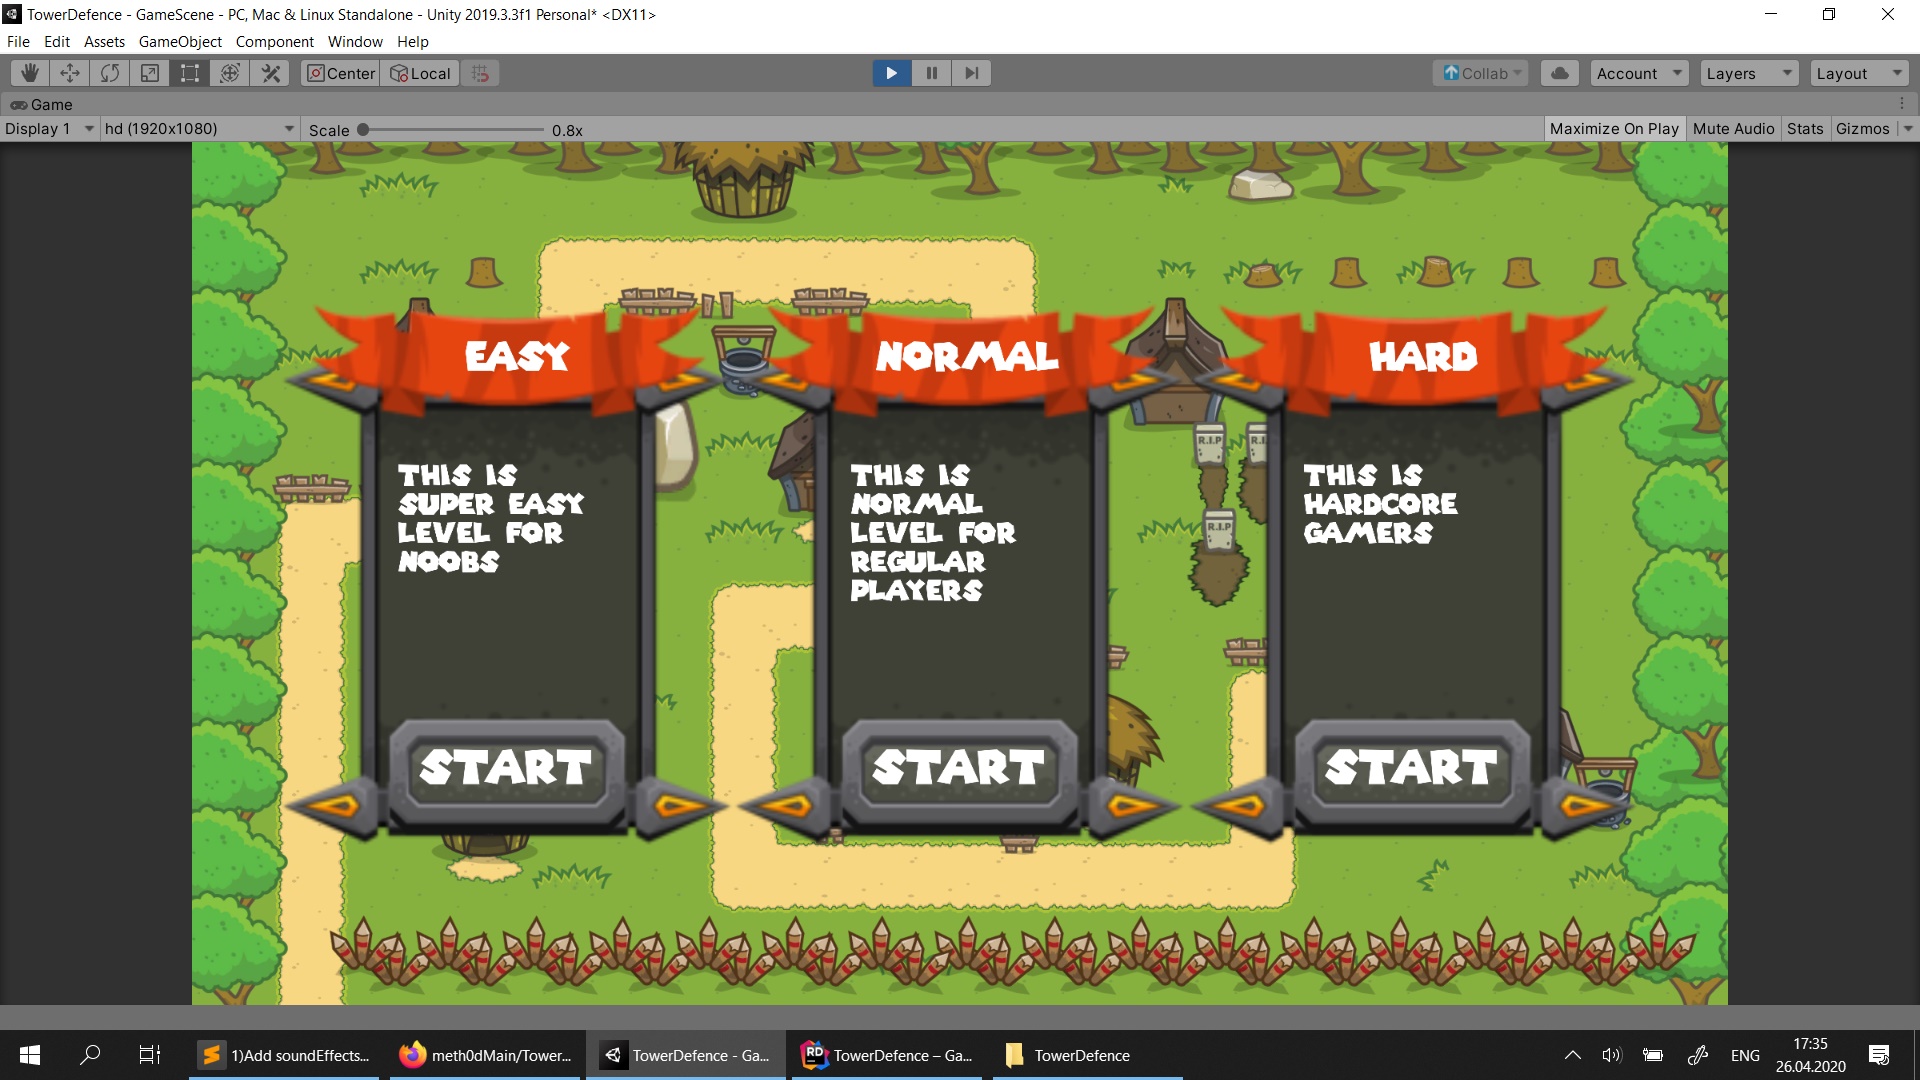 TowerDefence - GameScene - PC, Mac & Linux Standalone - Unity 2019.3.3f1 Personal* <DX11>
File Edit Assets GameObject Component Window Help
Center Local Collab Account Layers Layout
Game
Display 1 hd (1920x1080) Scale 0.8x Maximize On Play Mute Audio Stats Gizmos
EASY
THIS IS
SUPER EASY
LEVEL FOR
NOOBS
START
NORMAL
THIS IS
NORMAL
LEVEL FOR
REGULAR
PLAYERS
START
R.I.P
R.I.
R.I.P
HARD
THIS IS
HARDCORE
GAMERS
START
1)Add soundEffects... meth0dMain/Tower... TowerDefence - Ga... RD TowerDefence – Ga... TowerDefence ENG
17:35
26.04.2020